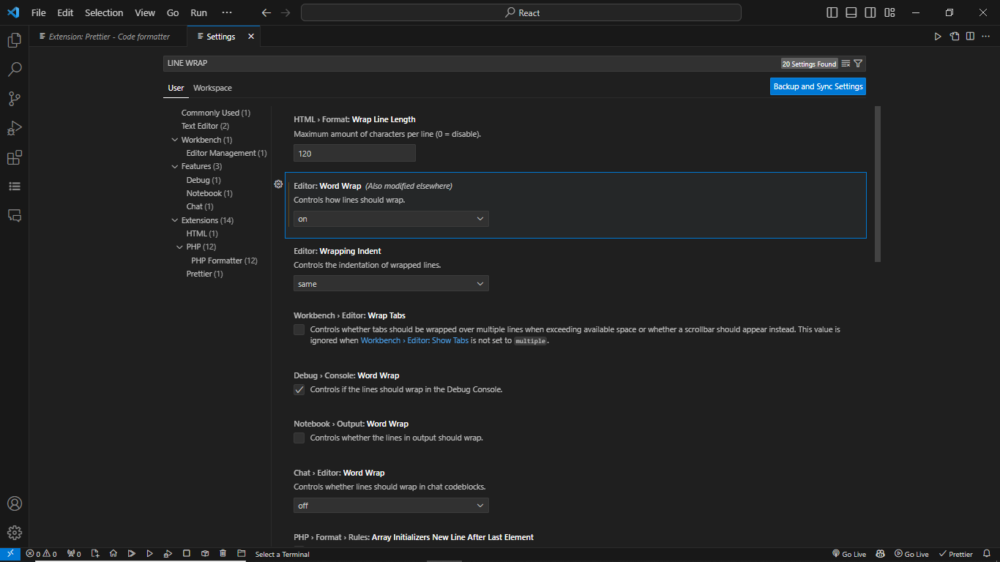 File Edit Selection View Go Run ···
React
Extension: Prettier - Code formatter
Settings
LINE WRAP
20 Settings Found
User Workspace
Backup and Sync Settings
Commonly Used (1)
Text Editor (2)
Workbench (1)
Editor Management (1)
Features (3)
Debug (1)
Notebook (1)
Chat (1)
Extensions (14)
HTML (1)
PHP (12)
PHP Formatter (12)
Prettier (1)
HTML › Format: Wrap Line Length
Maximum amount of characters per line (0 = disable).
120
Editor: Word Wrap (Also modified elsewhere)
Controls how lines should wrap.
on
Editor: Wrapping Indent
Controls the indentation of wrapped lines.
same
Workbench › Editor: Wrap Tabs
Controls whether tabs should be wrapped over multiple lines when exceeding available space or whether a scrollbar should appear instead. This value is
ignored when Workbench › Editor: Show Tabs is not set to multiple.
Debug › Console: Word Wrap
Controls if the lines should wrap in the Debug Console.
Notebook › Output: Word Wrap
Controls whether the lines in output should wrap.
Chat › Editor: Word Wrap
Controls whether lines should wrap in chat codeblocks.
off
PHP › Format › Rules: Array Initializers New Line After Last Element
0 0 0 Select a Terminal Go Live Go Live Prettier